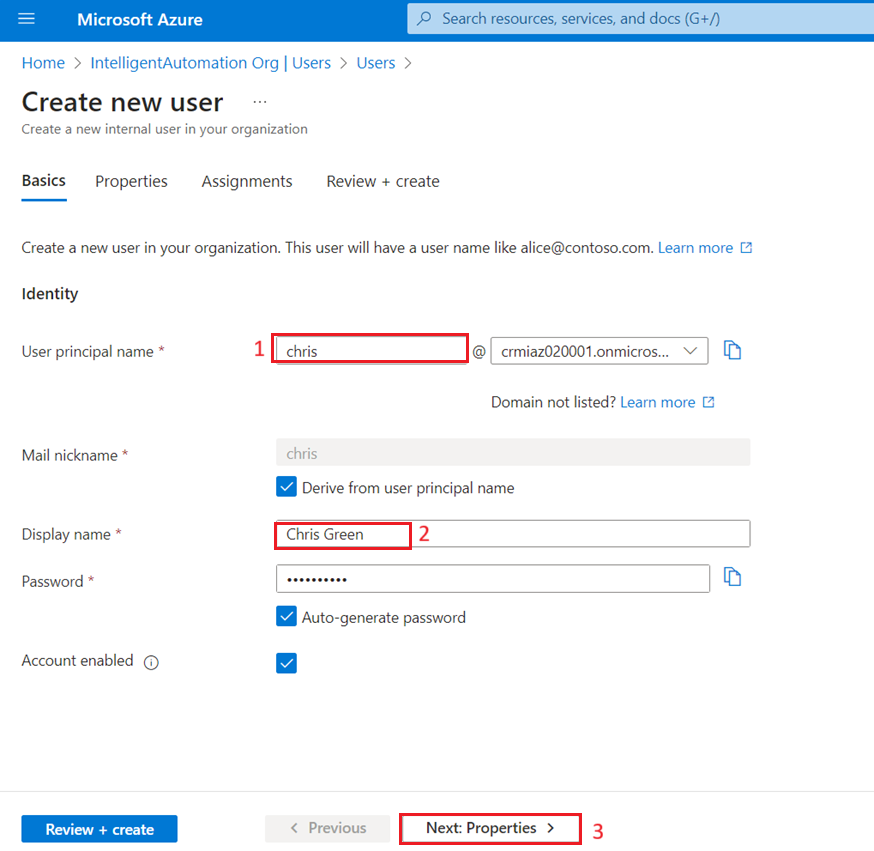 Microsoft Azure
Search resources, services, and docs (G+/)
Home > IntelligentAutomation Org | Users > Users >
Create new user ...
Create a new internal user in your organization
Basics Properties Assignments Review + create
Create a new user in your organization. This user will have a user name like alice@contoso.com. Learn more
Identity
User principal name * 1 chris @ crmiaz020001.onmicros...
Domain not listed? Learn more
Mail nickname * chris
Derive from user principal name
Display name * Chris Green 2
Password * ••••••••••
Auto-generate password
Account enabled
Review + create < Previous Next: Properties > 3